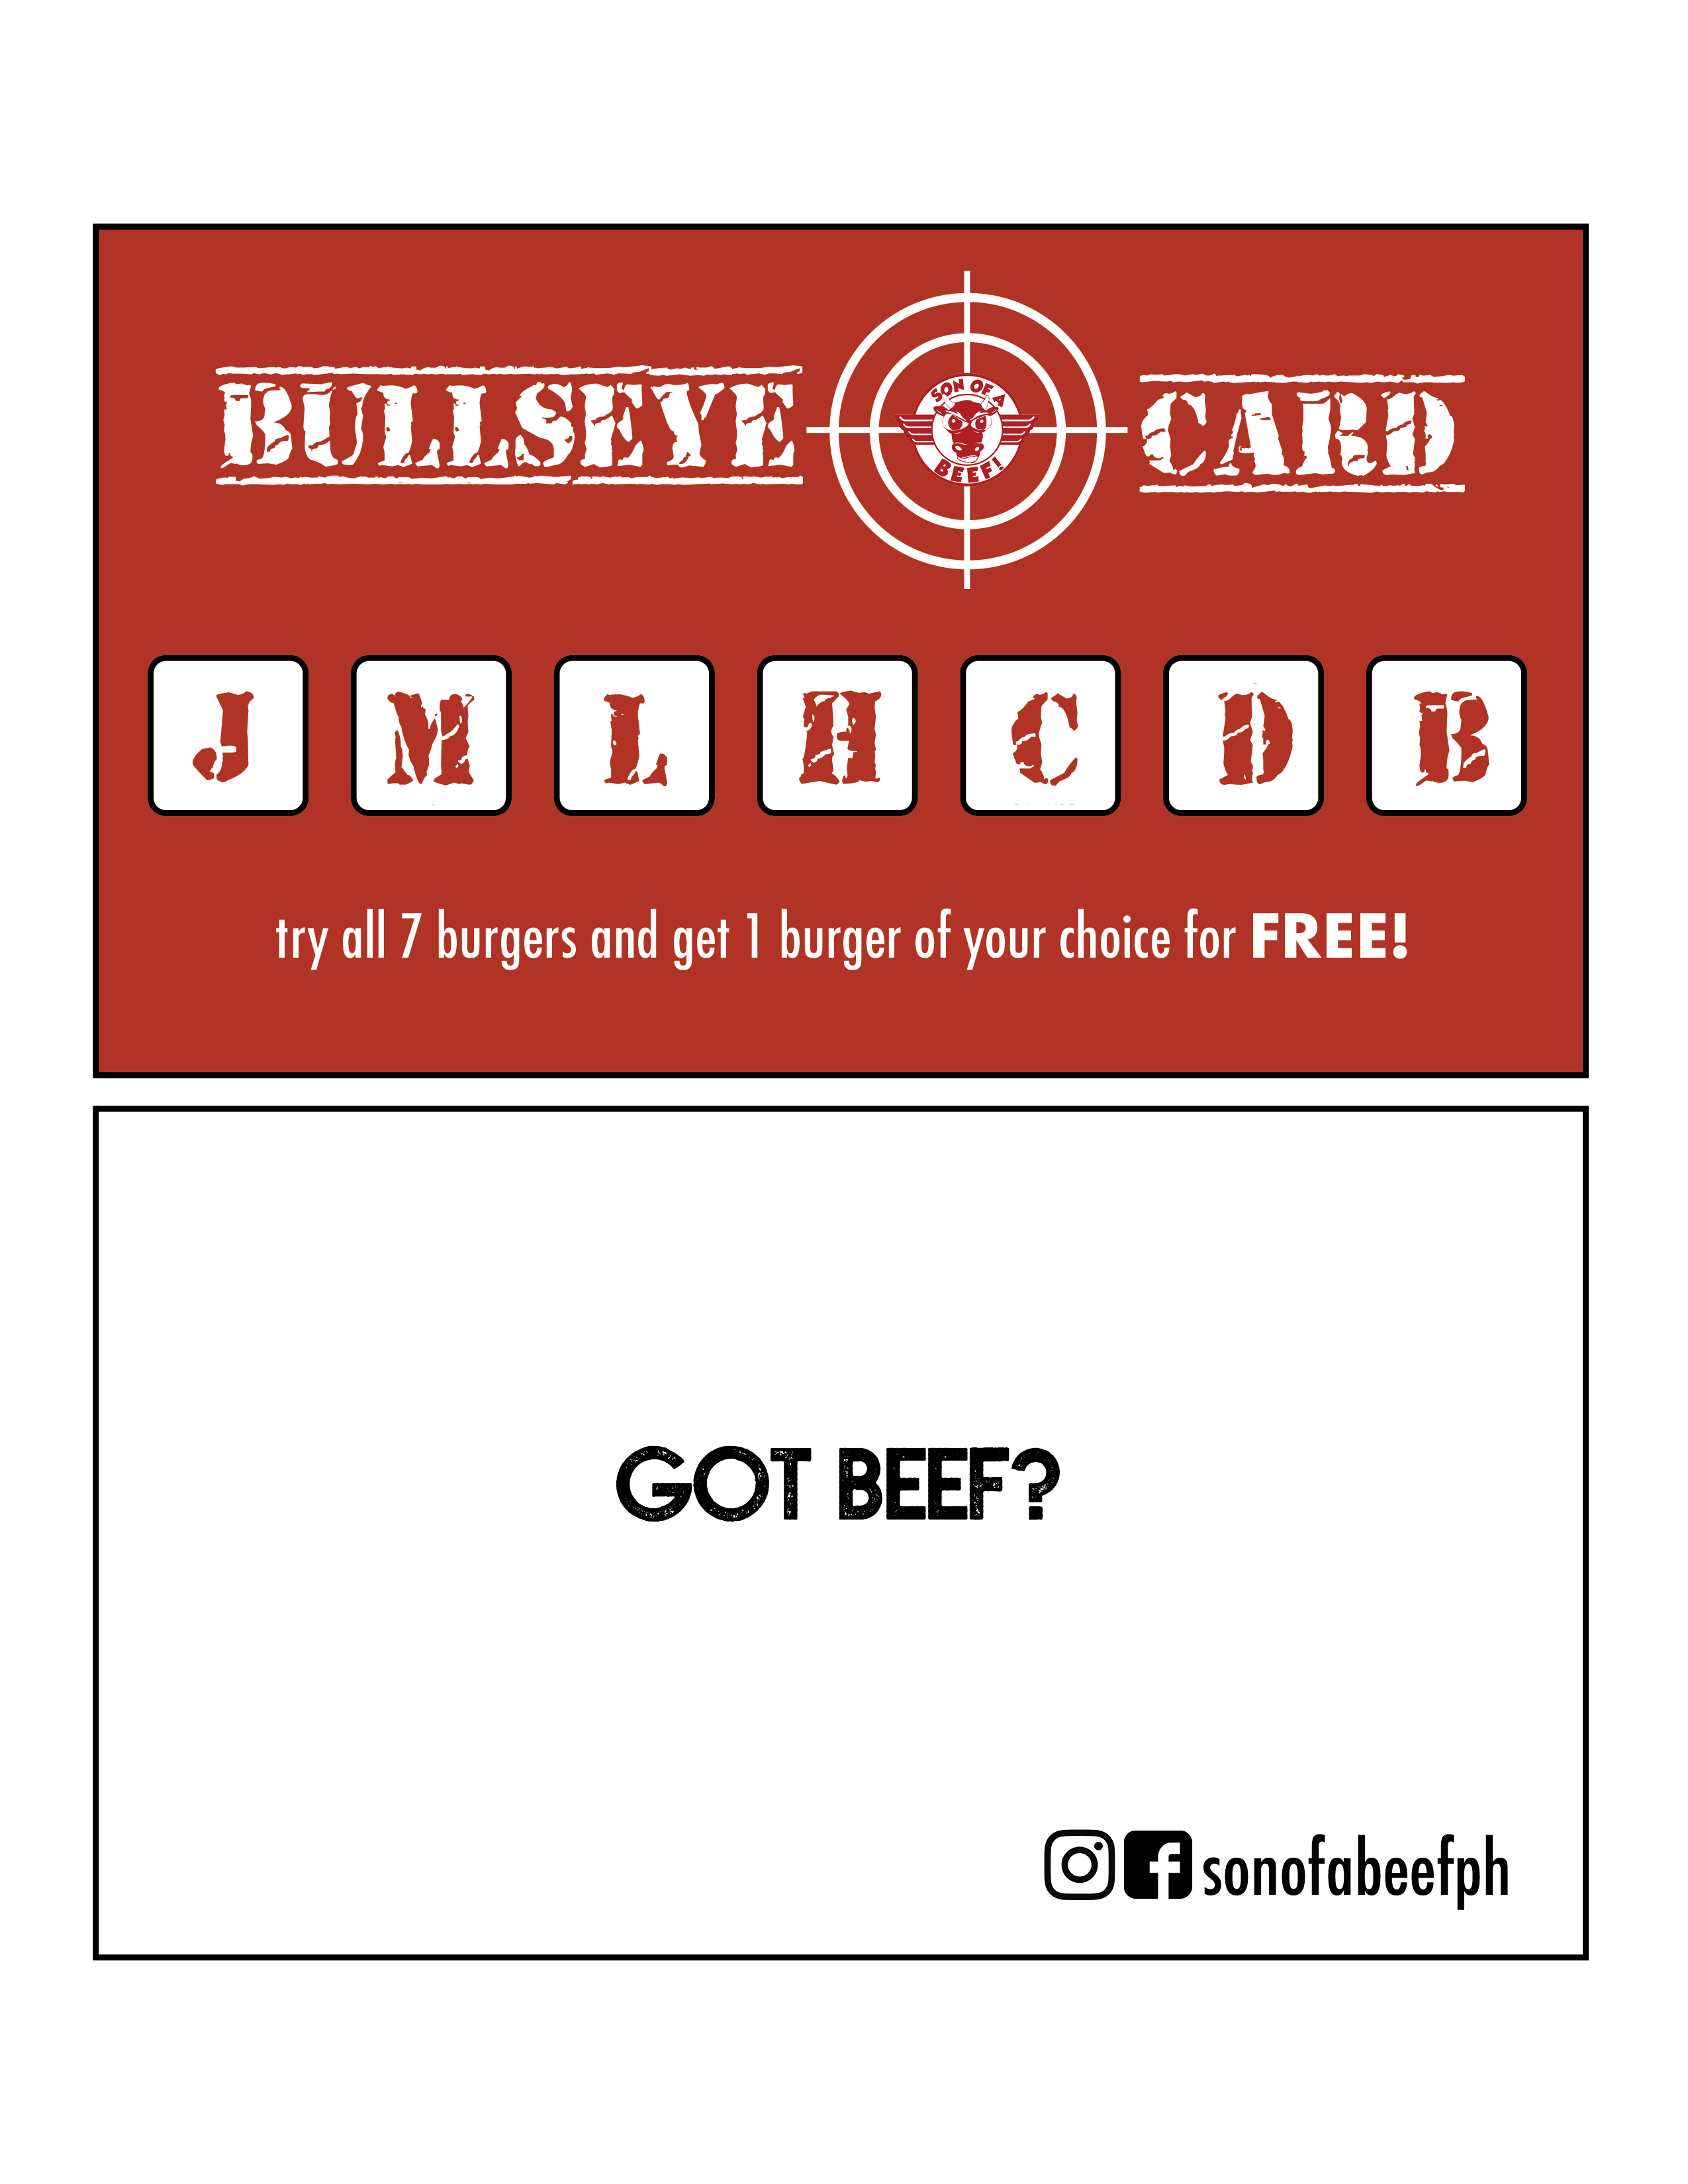 BULLSEYE CARD
SON OF A
BEEF!
J M L H C D B
try all 7 burgers and get 1 burger of your choice for FREE!
GOT BEEF?
sonofabeefph